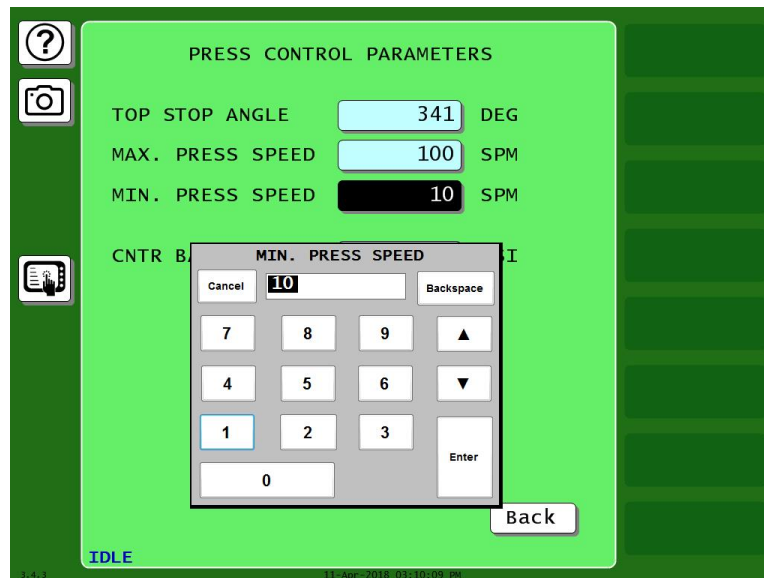 ?
PRESS CONTROL PARAMETERS
TOP STOP ANGLE 341 DEG
MAX. PRESS SPEED 100 SPM
MIN. PRESS SPEED 10 SPM
CNTR
MIN. PRESS SPEED
Cancel 10 Backspace
7 8 9 ▲
4 5 6 ▼
1 2 3
Enter
0
Back
IDLE
3.4.3 11-Apr-2018 03:10:09 PM